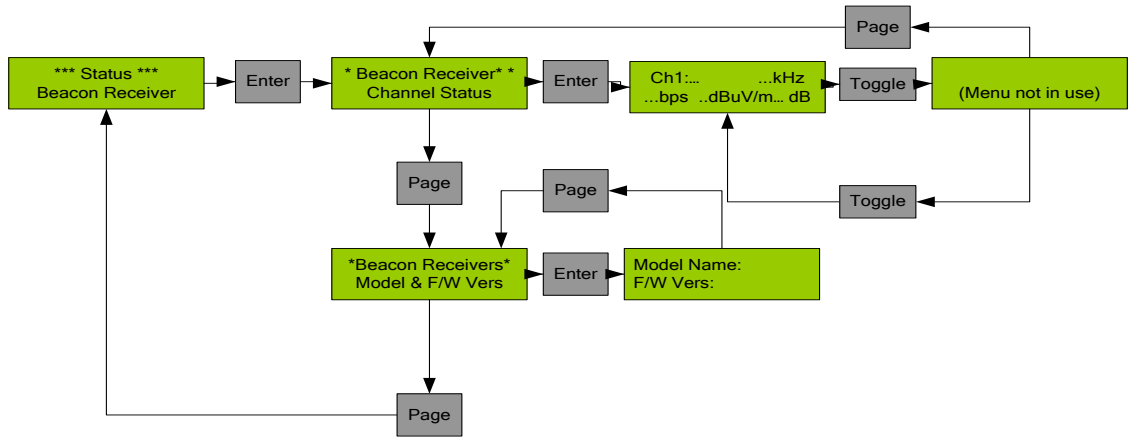 Page
*** Status ***
Beacon Receiver
Enter
* Beacon Receiver* *
Channel Status
Enter
Ch1:... ...kHz
...bps ..dBuV/m... dB
Toggle
(Menu not in use)
Page
Page
Toggle
*Beacon Receivers*
Model & F/W Vers
Enter
Model Name:
F/W Vers:
Page